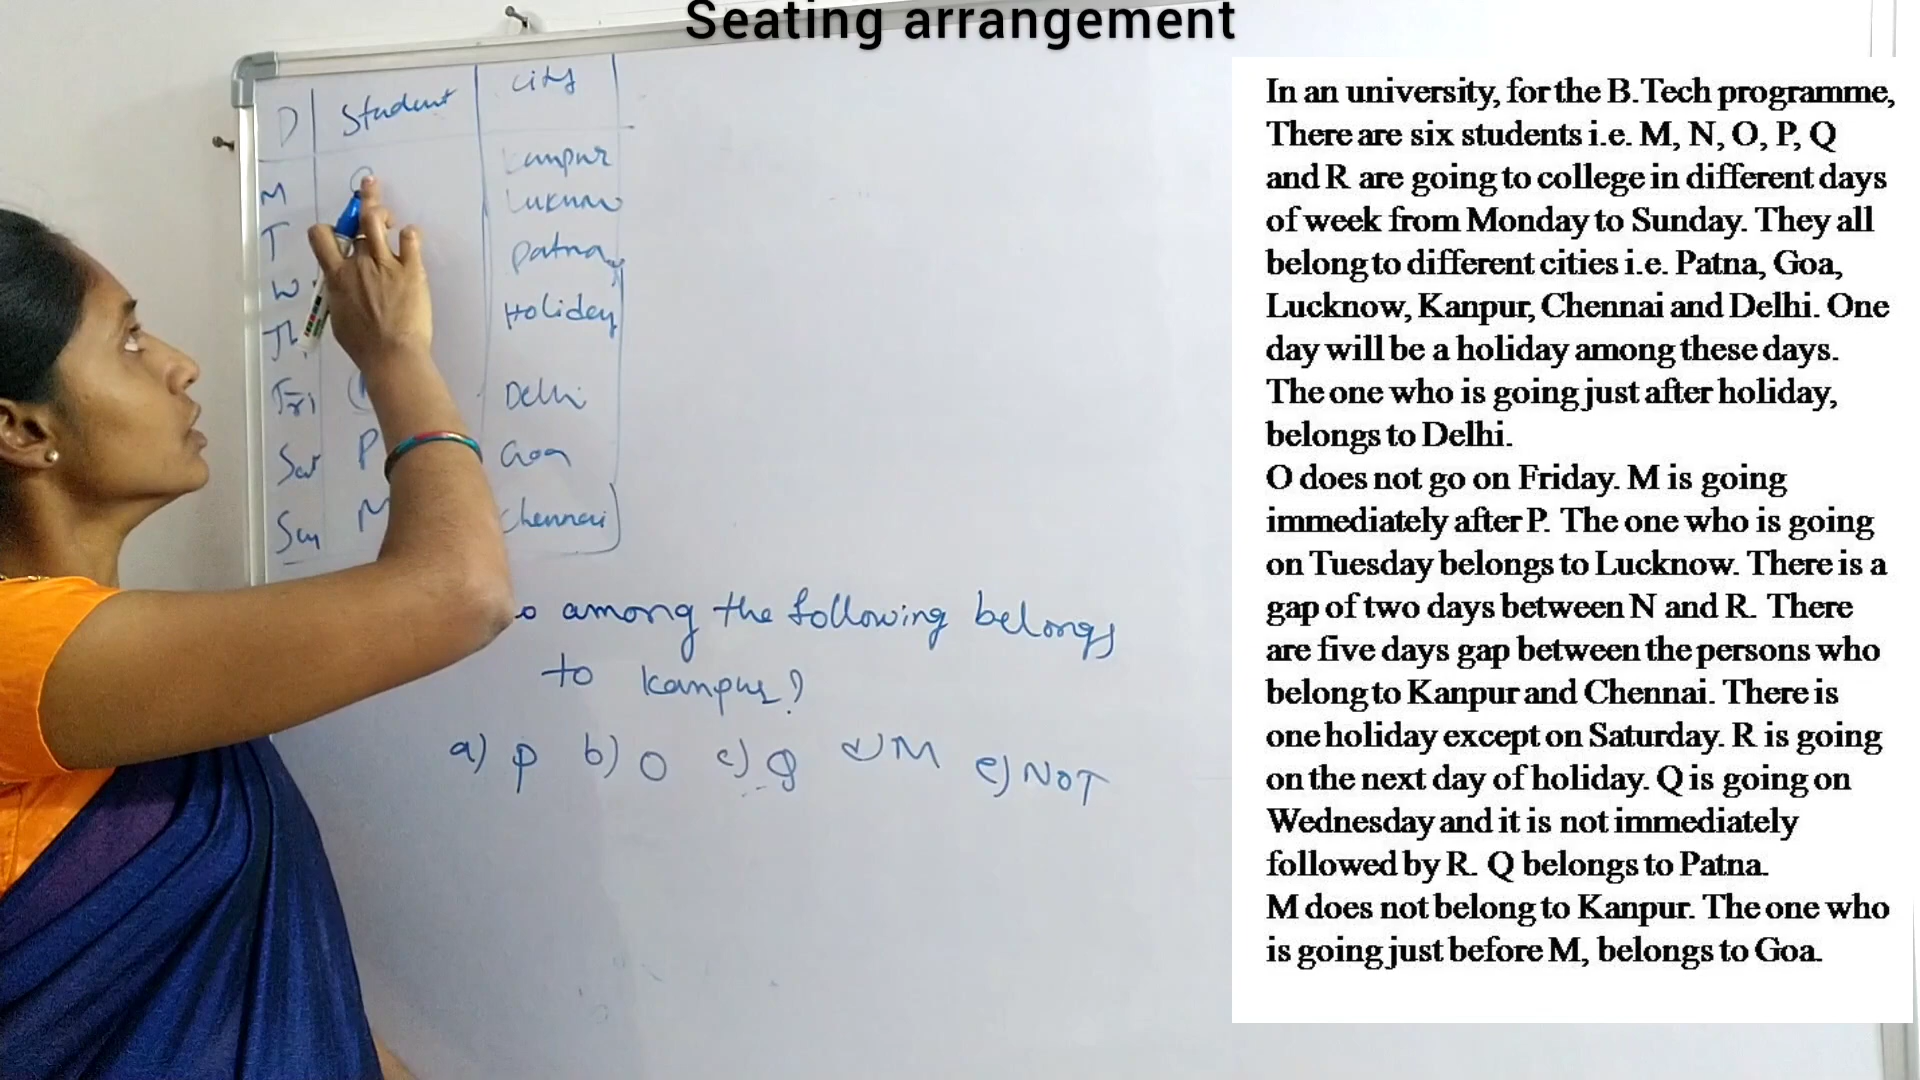 Seating arrangement
D Student City
M Kanpur
T
W Patna
Th Holiday
Fri Delhi
Sat P Goa
Sun M Chennai
among the following belongs
to Kanpur?
a) P b) O c) Q d) M e) NOT
In an university, for the B.Tech programme,
There are six students i.e. M, N, O, P, Q
and R are going to college in different days
of week from Monday to Sunday. They all
belong to different cities i.e. Patna, Goa,
Lucknow, Kanpur, Chennai and Delhi. One
day will be a holiday among these days.
The one who is going just after holiday,
belongs to Delhi.
O does not go on Friday. M is going
immediately after P. The one who is going
on Tuesday belongs to Lucknow. There is a
gap of two days between N and R. There
are five days gap between the persons who
belong to Kanpur and Chennai. There is
one holiday except on Saturday. R is going
on the next day of holiday. Q is going on
Wednesday and it is not immediately
followed by R. Q belongs to Patna.
M does not belong to Kanpur. The one who
is going just before M, belongs to Goa.